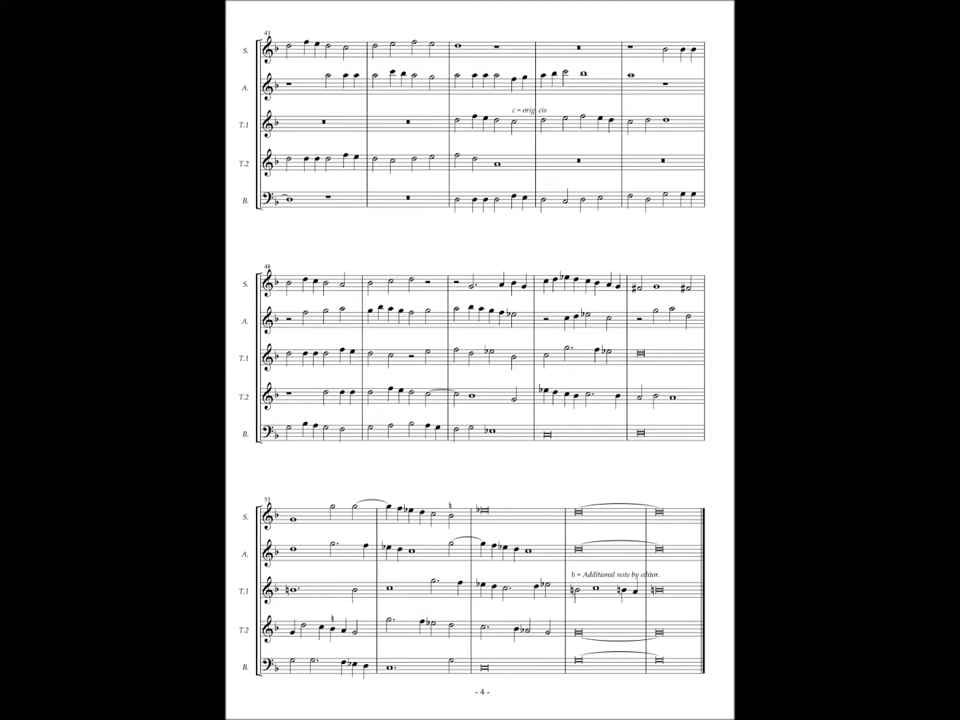 43
S.
A.
c = orig. cis
T.1
T.2
B.
48
S.
A.
T.1
T.2
B.
53
S.
A.
h = Additional note by editor.
T.1
T.2
B.
- 4 -